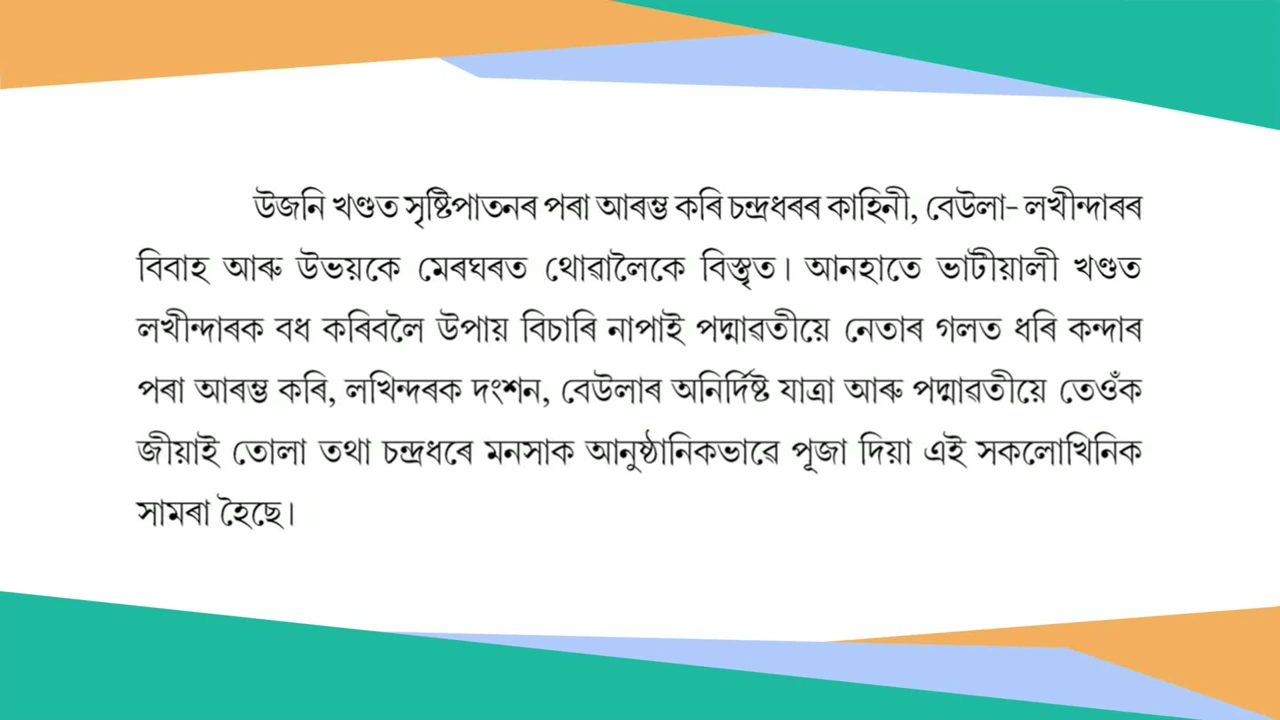 উজনি খণ্ডত সৃষ্টিপাতনৰ পৰা আৰম্ভ কৰি চন্দ্ৰধৰৰ কাহিনী, বেউলা- লখীন্দাৰৰ
বিবাহ আৰু উভয়কে মেৰঘৰত থোৱালৈকে বিস্তৃত। আনহাতে ভাটীয়ালী খণ্ডত
লখীন্দাৰক বধ কৰিবলৈ উপায় বিচাৰি নাপাই পদ্মাৱতীয়ে নেতাৰ গলত ধৰি কন্দাৰ
পৰা আৰম্ভ কৰি, লখিন্দৰক দংশন, বেউলাৰ অনিৰ্দিষ্ট যাত্ৰা আৰু পদ্মাৱতীয়ে তেওঁক
জীয়াই তোলা তথা চন্দ্ৰধৰে মনসাক আনুষ্ঠানিকভাৱে পূজা দিয়া এই সকলোখিনিক
সামৰা হৈছে।